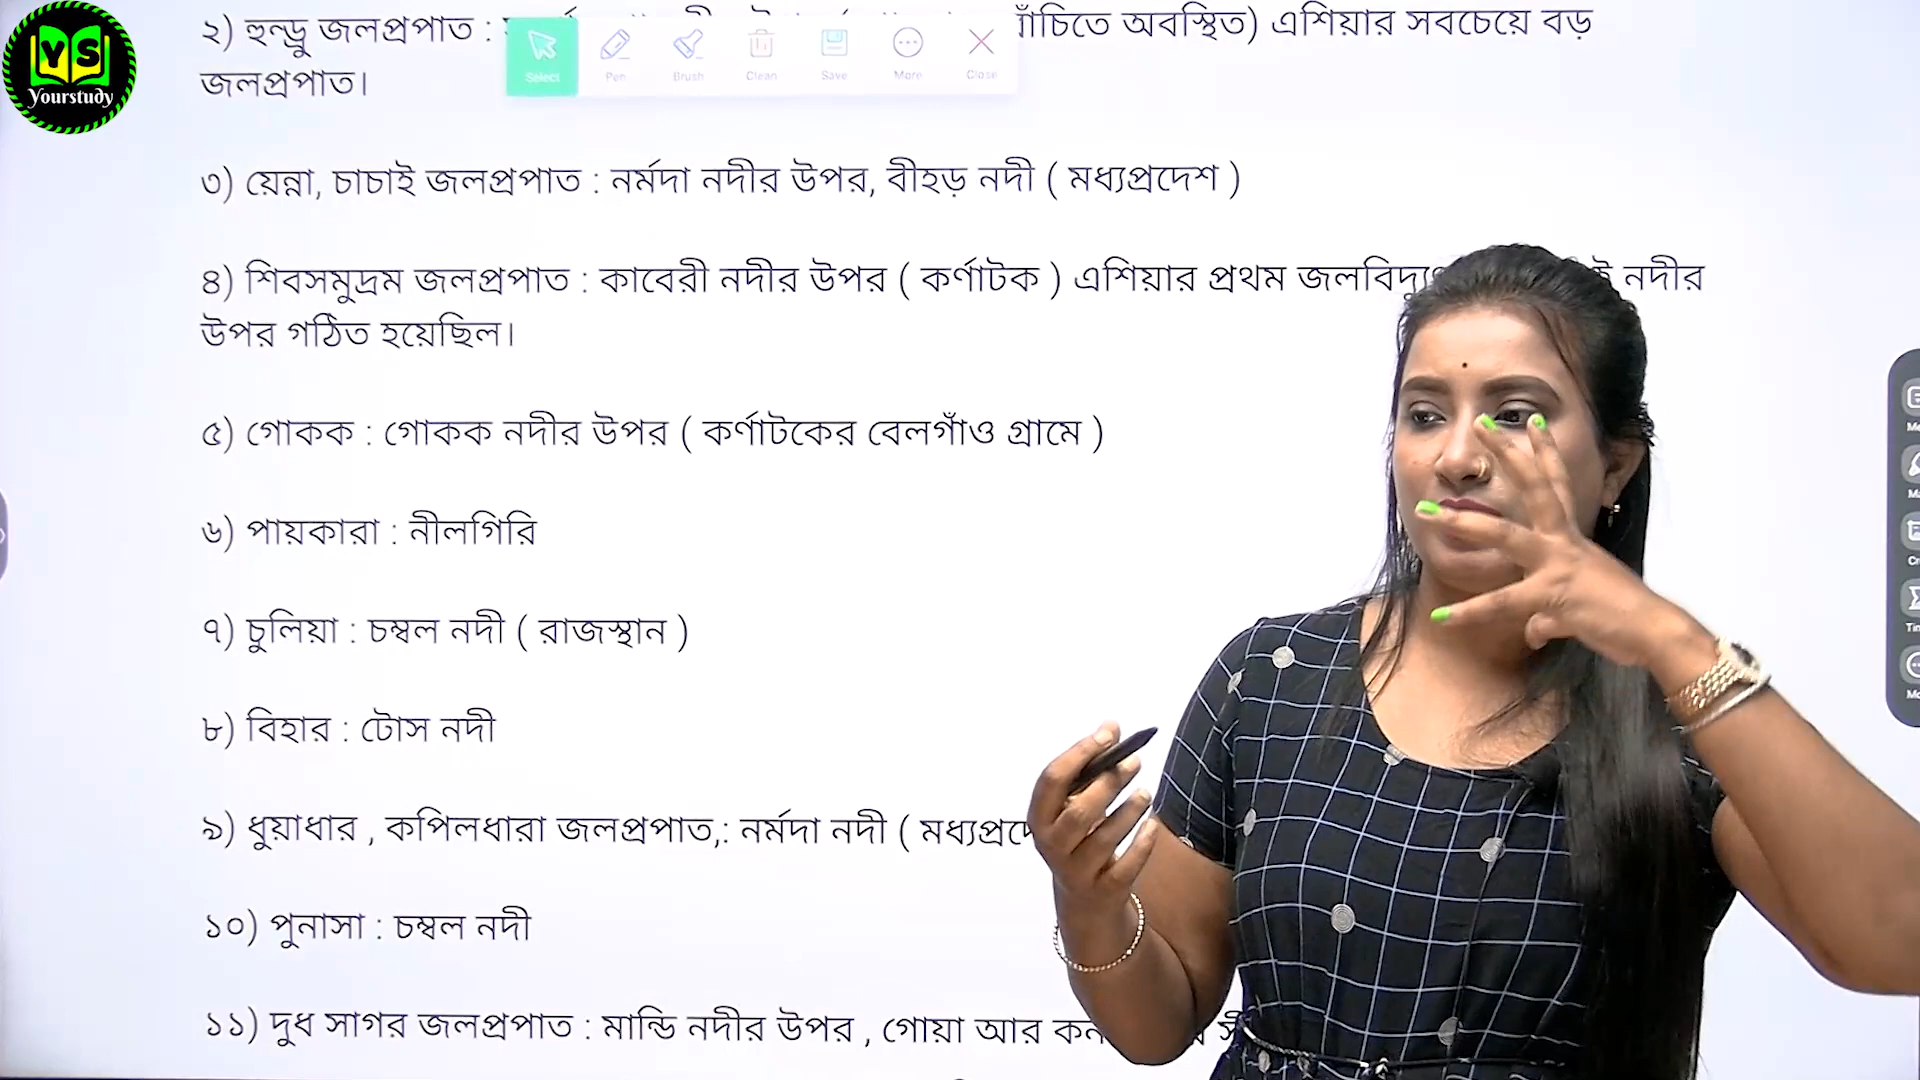 YS
Yourstudy
২) হুন্ড্রু জলপ্রপাত : অবস্থিত) এশিয়ার সবচেয়ে বড়
জলপ্রপাত।
Select Pen Brush Clean Save More Close
৩) য়েন্না, চাচাই জলপ্রপাত : নর্মদা নদীর উপর, বীহড় নদী ( মধ্যপ্রদেশ )
৪) শিবসমুদ্রম জলপ্রপাত : কাবেরী নদীর উপর ( কর্ণাটক ) এশিয়ার প্রথম নদীর
উপর গঠিত হয়েছিল।
৫) গোকক : গোকক নদীর উপর ( কর্ণাটকের বেলগাঁও গ্রামে )
৬) পায়কারা : নীলগিরি
৭) চুলিয়া : চম্বল নদী ( রাজস্থান )
৮) বিহার : টোস নদী
৯) ধুয়াধার , কপিলধারা জলপ্রপাত,: নর্মদা নদী (
১০) পুনাসা : চম্বল নদী
১১) দুধ সাগর জলপ্রপাত : মান্ডি নদীর উপর , গোয়া আর